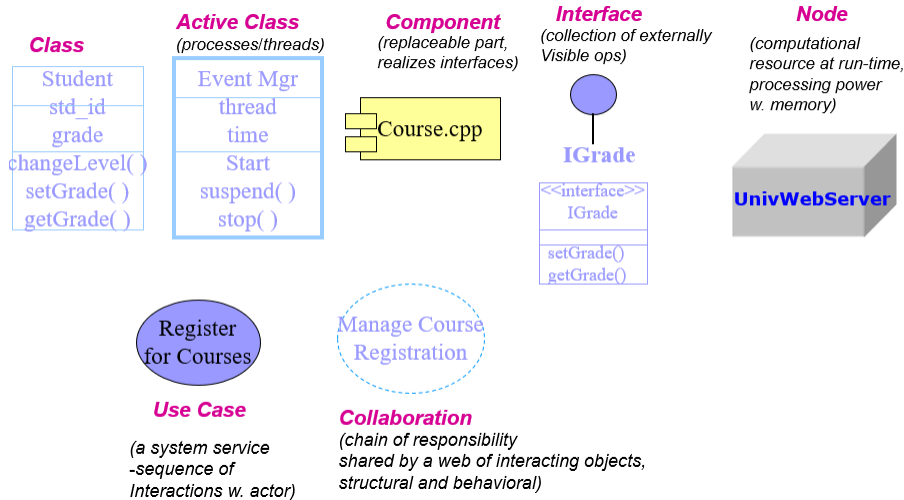 Class
Student
std_id
grade
changeLevel( )
setGrade( )
getGrade( )
Active Class
(processes/threads)
Event Mgr
thread
time
Start
suspend( )
stop( )
Component
(replaceable part,
realizes interfaces)
Course.cpp
Interface
(collection of externally
Visible ops)
IGrade
<<interface>>
IGrade
setGrade()
getGrade()
Node
(computational
resource at run-time,
processing power
w. memory)
UnivWebServer
Register
for Courses
Use Case
(a system service
-sequence of
Interactions w. actor)
Manage Course
Registration
Collaboration
(chain of responsibility
shared by a web of interacting objects,
structural and behavioral)